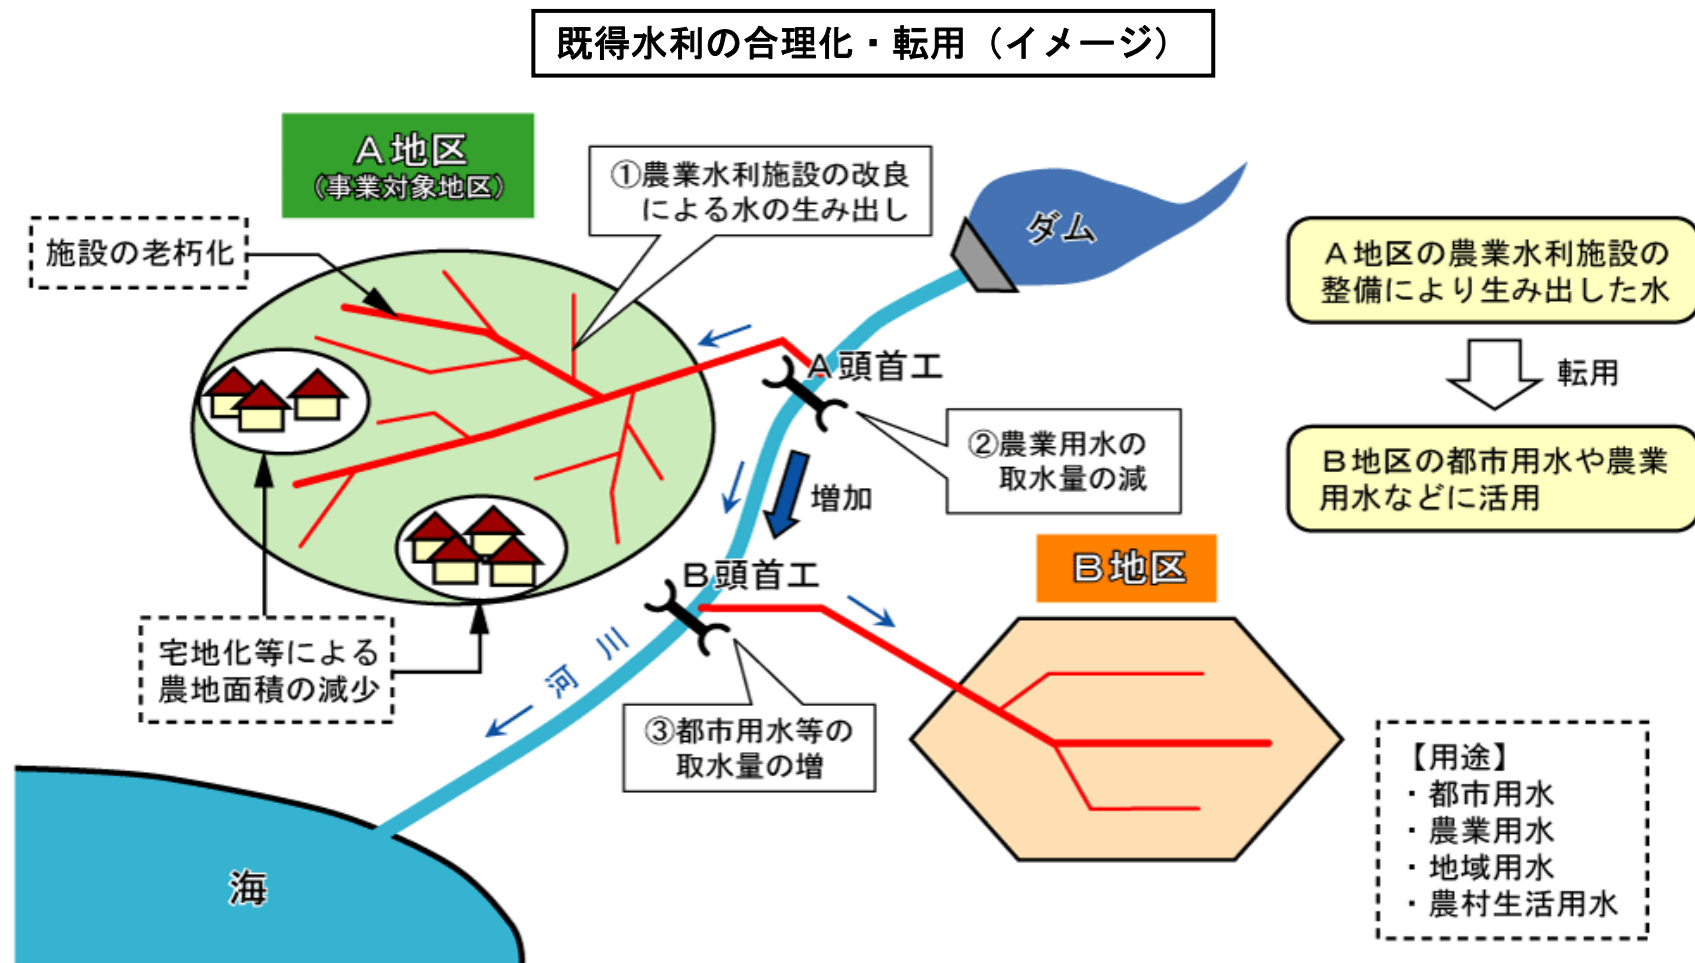 既得水利の合理化・転用（イメージ）
Ａ地区
（事業対象地区）
①農業水利施設の改良
による水の生み出し
ダム
施設の老朽化
Ａ地区の農業水利施設の
整備により生み出した水
転用
Ｂ地区の都市用水や農業
用水などに活用
Ａ頭首工
②農業用水の
取水量の減
増加
Ｂ頭首工
Ｂ地区
宅地化等による
農地面積の減少
河川
③都市用水等の
取水量の増
【用途】
・都市用水
・農業用水
・地域用水
・農村生活用水
海